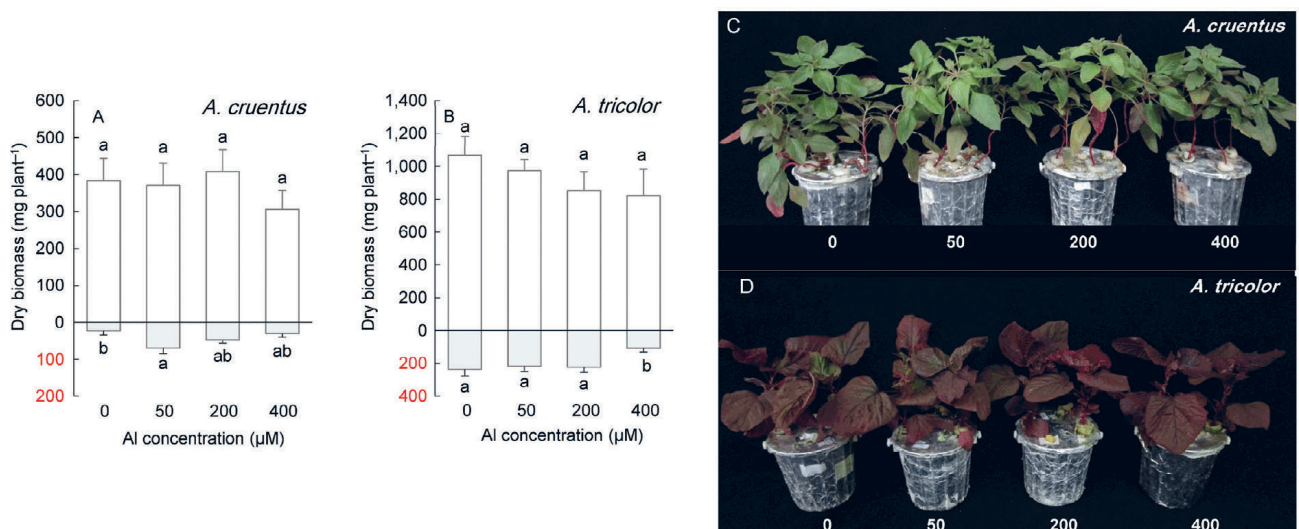 A
A. cruentus
Dry biomass (mg plant⁻¹)
600
500
400
300
400
300
0
100
200
a
a
a
a
b
a
ab
ab
0 50 200 400
Al concentration (µM)
B
A. tricolor
Dry biomass (mg plant⁻¹)
1,400
1,200
1,000
800
600
400
200
0
200
400
a
a
a
a
a
a
a
b
0 50 200 400
Al concentration (µM)
C
A. cruentus
0 50 200 400
D
A. tricolor
0 50 200 400